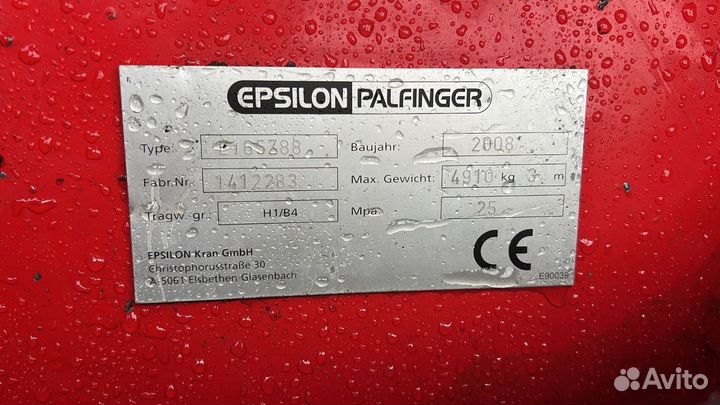 EPSILON PALFINGER
Type: E165Z88 Baujahr: 2008
Fabr.Nr. 1412283 Max. Gewicht: 4910 kg 3 m
Tragw.-gr.: H1/B4 Mpa. 25
EPSILON Kran GmbH
Christophorusstraße 30
A-5061 Elsbethen-Glasenbach
CE
E90039
Avito